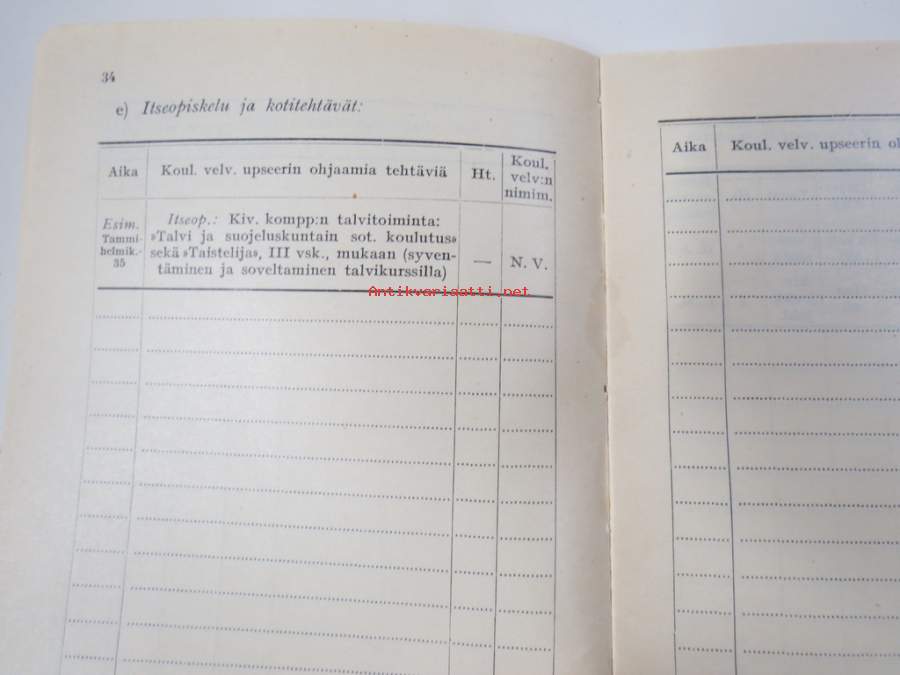 34
e) Itseopiskelu ja kotitehtävät:
Aika
Koul. velv. upseerin ohjaamia tehtäviä
Ht.
Koul.
velv:n
nimim.
Esim.
Tammi-
helmik.-
35
Itseop.: Kiv. kompp:n talvitoiminta:
»Talvi ja suojeluskuntain sot. koulutus»
sekä »Taistelija», III vsk., mukaan (syven-
täminen ja soveltaminen talvikurssilla)
—
N. V.
Antikvariaatti.net
Aika
Koul. velv. upseerin